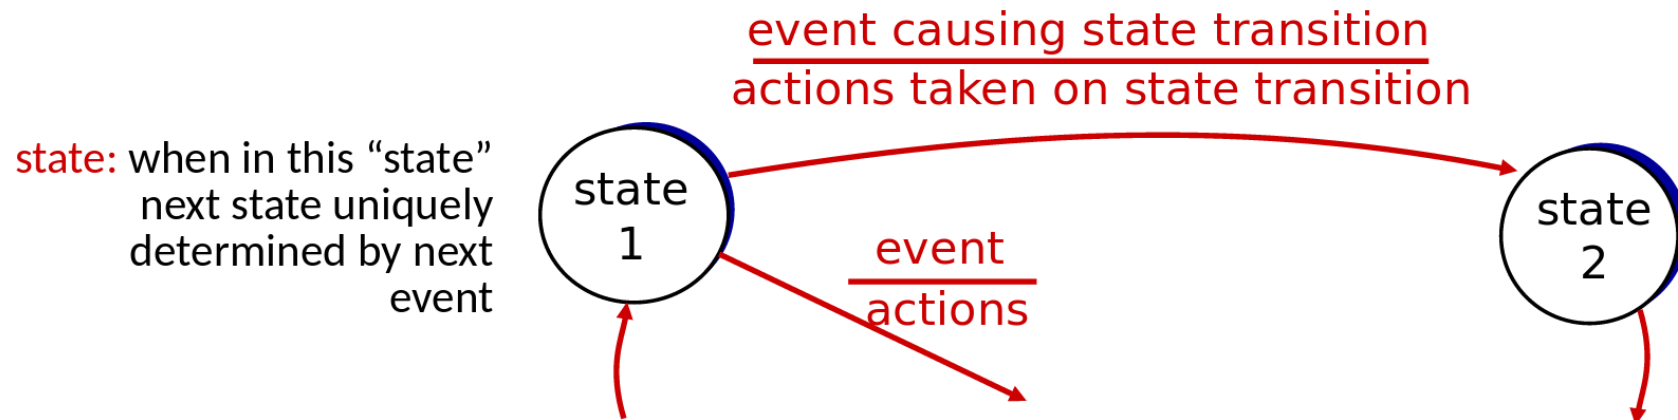 event causing state transition
actions taken on state transition
state: when in this “state”
next state uniquely
determined by next
event
state
1
event
actions
state
2